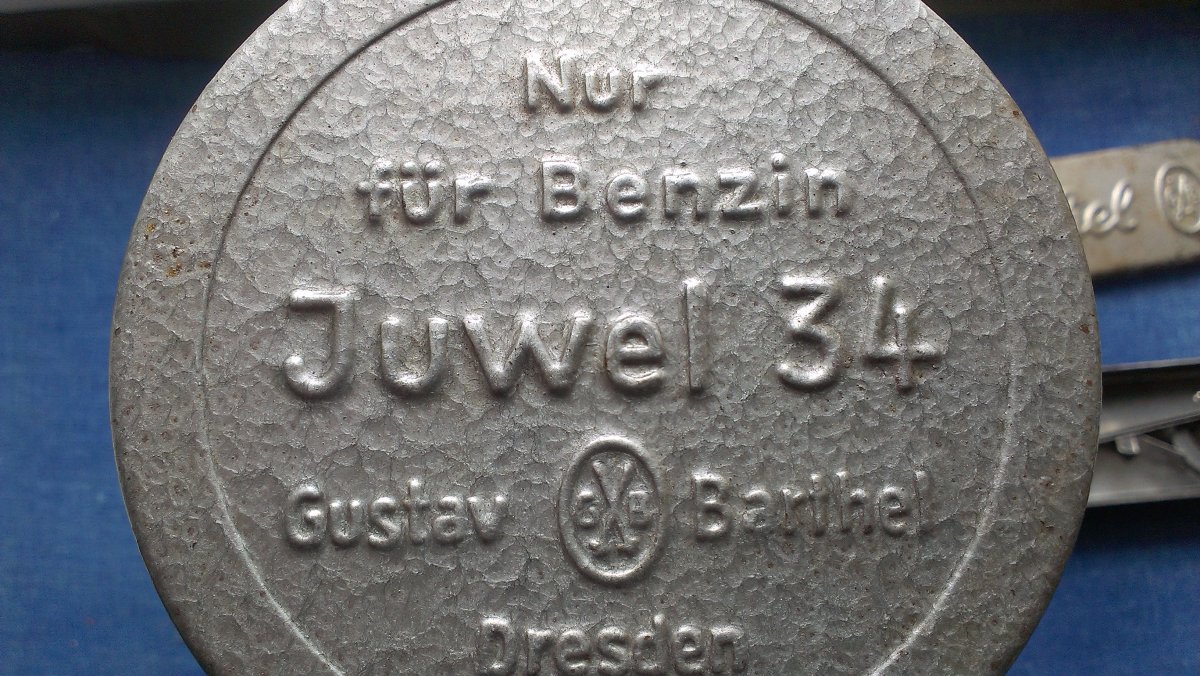 Nur
für Benzin
Juwel 34
Gustav Barthel
Dresden